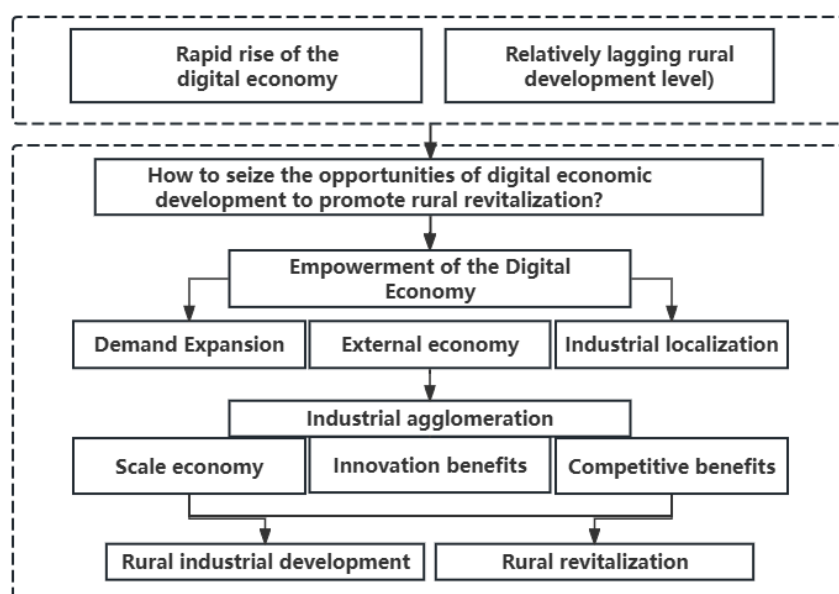 Rapid rise of the
digital economy
Relatively lagging rural
development level)
How to seize the opportunities of digital economic
development to promote rural revitalization?
Empowerment of the Digital
Economy
Demand Expansion
External economy
Industrial localization
Industrial agglomeration
Scale economy
Innovation benefits
Competitive benefits
Rural industrial development
Rural revitalization